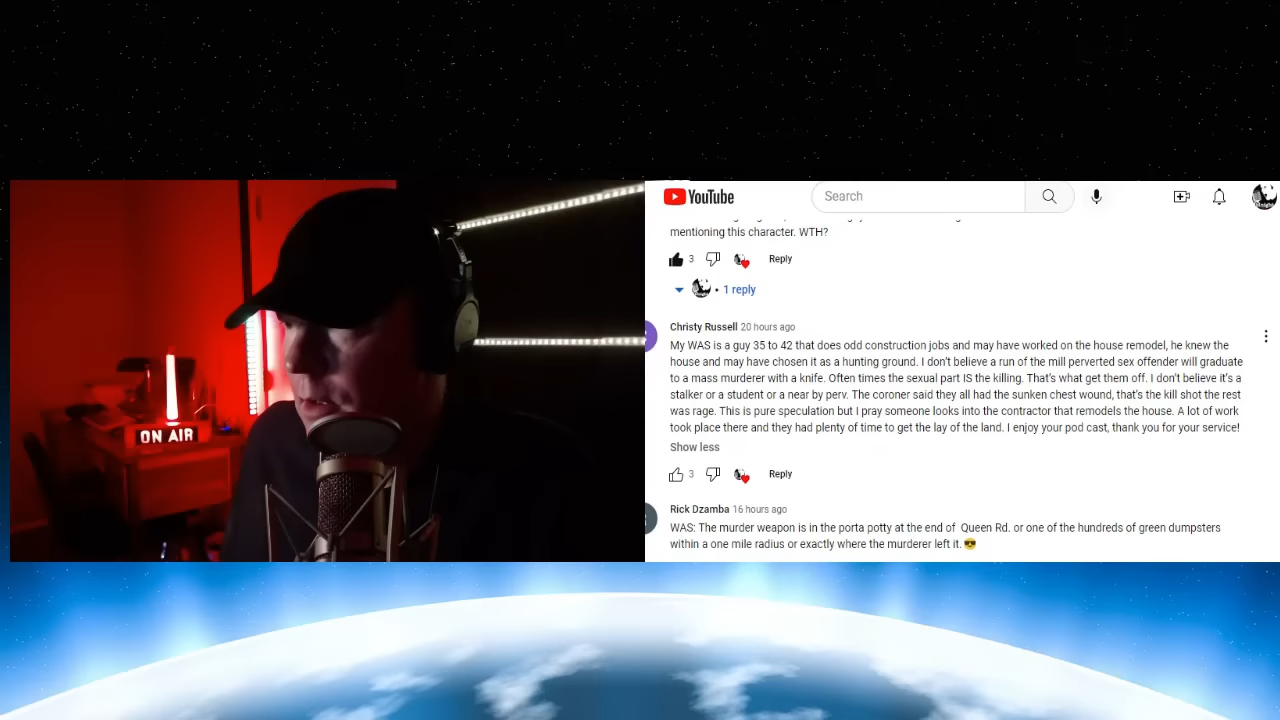 ON AIR
YouTube
Search
mentioning this character. WTH?
3
Reply
• 1 reply
Christy Russell 20 hours ago
My WAS is a guy 35 to 42 that does odd construction jobs and may have worked on the house remodel, he knew the
house and may have chosen it as a hunting ground. I don't believe a run of the mill perverted sex offender will graduate
to a mass murderer with a knife. Often times the sexual part IS the killing. That's what get them off. I don't believe it's a
stalker or a student or a near by perv. The coroner said they all had the sunken chest wound, that's the kill shot the rest
was rage. This is pure speculation but I pray someone looks into the contractor that remodels the house. A lot of work
took place there and they had plenty of time to get the lay of the land. I enjoy your pod cast, thank you for your service!
Show less
3
Reply
Rick Dzamba 16 hours ago
WAS: The murder weapon is in the porta potty at the end of Queen Rd. or one of the hundreds of green dumpsters
within a one mile radius or exactly where the murderer left it. 😎